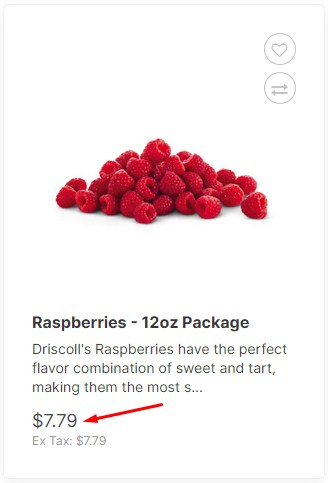 Raspberries - 12oz Package
Driscoll's Raspberries have the perfect
flavor combination of sweet and tart,
making them the most s...
$7.79
Ex Tax: $7.79